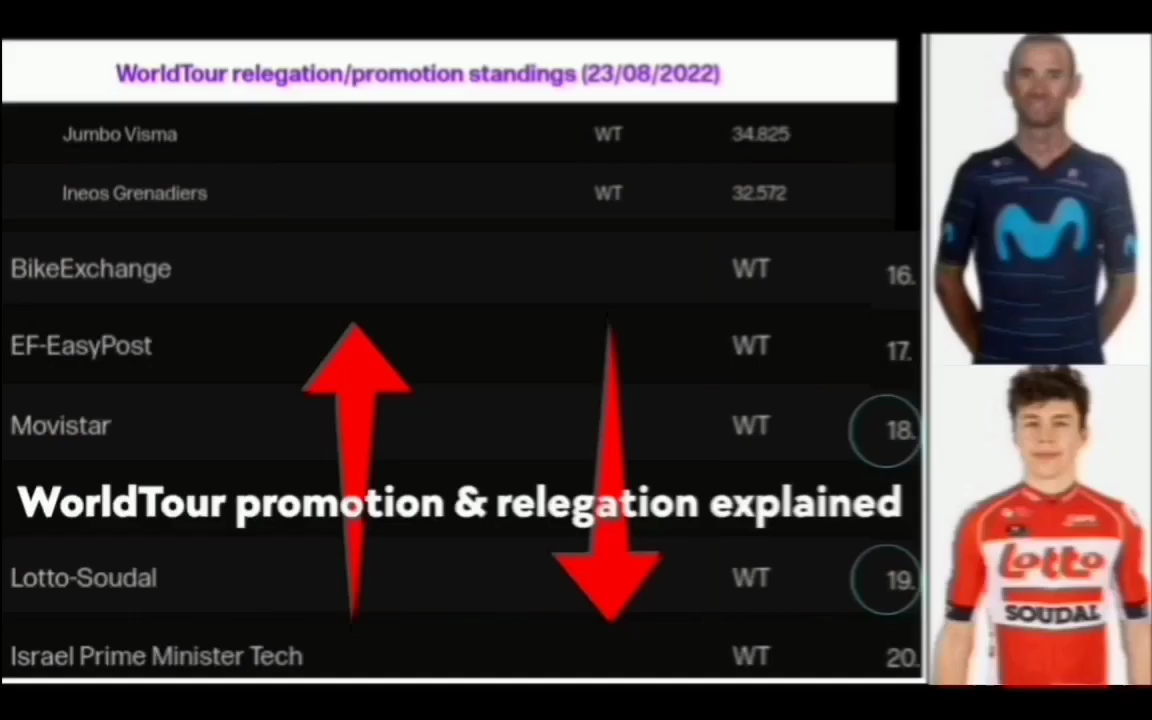 WorldTour relegation/promotion standings (23/08/2022)
Jumbo Visma WT 34.825
Ineos Grenadiers WT 32.572
BikeExchange WT 16.
EF-EasyPost WT 17.
Movistar WT 18.
WorldTour promotion & relegation explained
Lotto-Soudal WT 19.
Israel Prime Minister Tech WT 20.
Lotto
SOUDAL